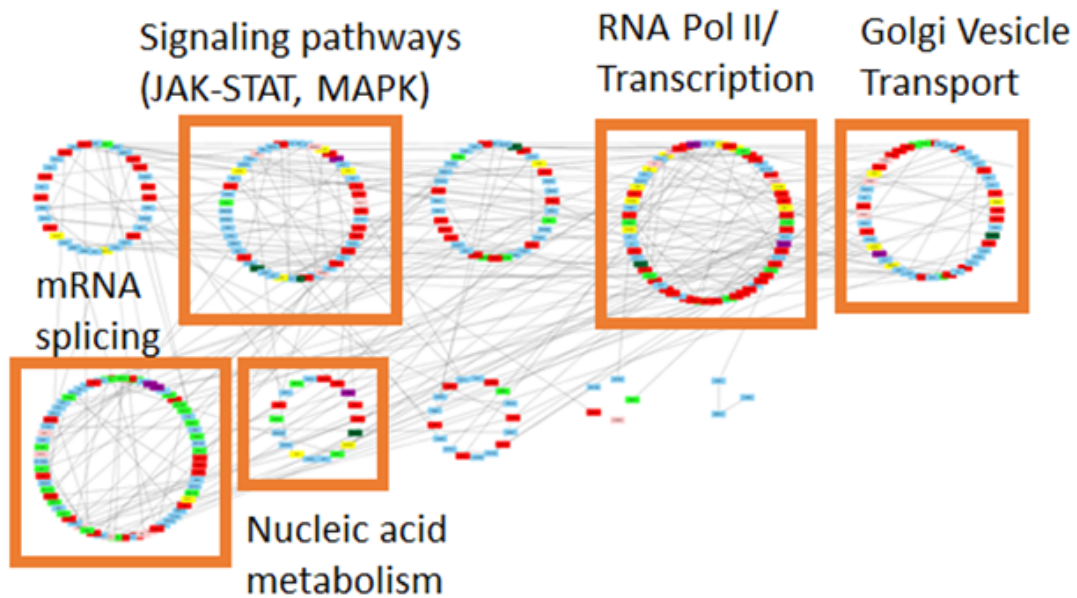 Signaling pathways
(JAK-STAT, MAPK)
RNA Pol II/
Transcription
Golgi Vesicle
Transport
mRNA
splicing
Nucleic acid
metabolism